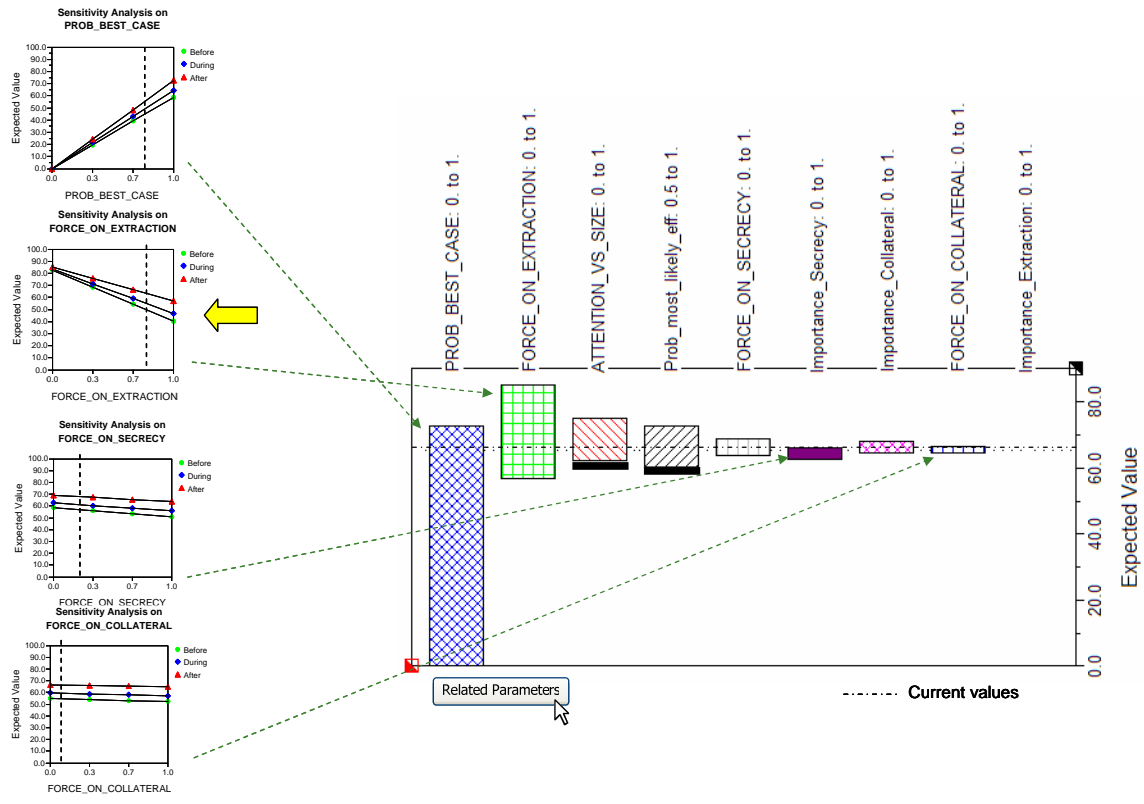 Sensitivity Analysis on
PROB_BEST_CASE
100.0
90.0
80.0
70.0
60.0
50.0
40.0
30.0
20.0
10.0
0.0
Expected Value
0.0 0.3 0.7 1.0
PROB_BEST_CASE
Before
During
After
Sensitivity Analysis on
FORCE_ON_EXTRACTION
100.0
90.0
80.0
70.0
60.0
50.0
40.0
30.0
20.0
10.0
0.0
Expected Value
0.0 0.3 0.7 1.0
FORCE_ON_EXTRACTION
Before
During
After
Sensitivity Analysis on
FORCE_ON_SECRECY
100.0
90.0
80.0
70.0
60.0
50.0
40.0
30.0
20.0
10.0
0.0
Expected Value
0.0 0.3 0.7 1.0
FORCE_ON_SECRECY
Before
During
After
Sensitivity Analysis on
FORCE_ON_COLLATERAL
100.0
90.0
80.0
70.0
60.0
50.0
40.0
30.0
20.0
10.0
0.0
Expected Value
0.0 0.3 0.7 1.0
FORCE_ON_COLLATERAL
Before
During
After
PROB_BEST_CASE: 0. to 1.
FORCE_ON_EXTRACTION: 0. to 1.
ATTENTION_VS_SIZE: 0. to 1.
Prob_most_likely_eff: 0.5 to 1.
FORCE_ON_SECRECY: 0. to 1.
Importance_Secrecy: 0. to 1.
Importance_Collateral: 0. to 1.
FORCE_ON_COLLATERAL: 0. to 1.
Importance_Extraction: 0. to 1.
80.0
60.0
40.0
20.0
0.0
Expected Value
Related Parameters
Current values